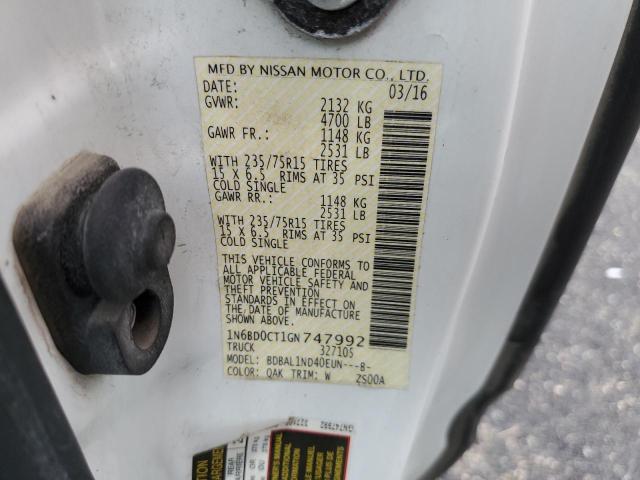 MFD BY NISSAN MOTOR CO., LTD.
DATE: 03/16
GVWR: 2132 KG
4700 LB
GAWR FR.: 1148 KG
2531 LB
WITH 235/75R15 TIRES
15 X 6.5 RIMS AT 35 PSI
COLD SINGLE
GAWR RR.: 1148 KG
2531 LB
WITH 235/75R15 TIRES
15 X 6.5 RIMS AT 35 PSI
COLD SINGLE
THIS VEHICLE CONFORMS TO
ALL APPLICABLE FEDERAL
MOTOR VEHICLE SAFETY AND
THEFT PREVENTION
STANDARDS IN EFFECT ON
THE DATE OF MANUFACTURE
SHOWN ABOVE.
1N6BD0CT1GN747992
TRUCK 327105
MODEL: BDBAL1ND40EUN---8-
COLOR: QAK TRIM: W ZS00A
GN747992
REAR